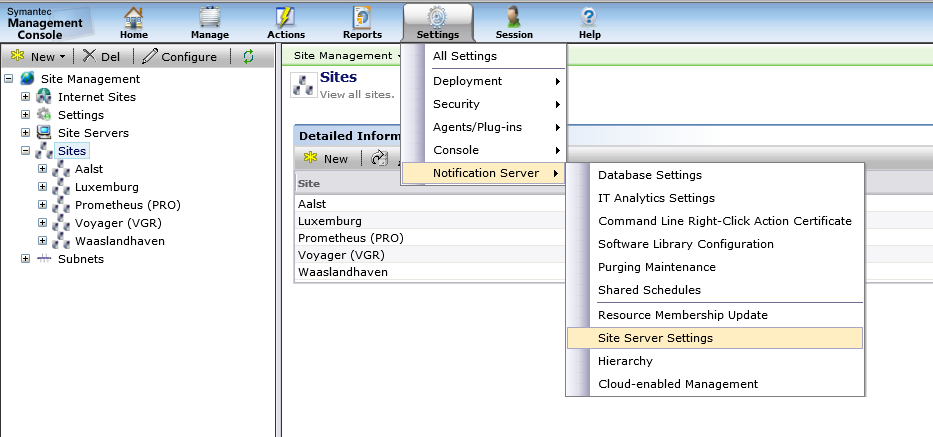 Symantec
Management
Console
Home
Manage
Actions
Reports
Settings
Session
Help
New
Del
Configure
Site Management
Internet Sites
Settings
Site Servers
Sites
Aalst
Luxemburg
Prometheus (PRO)
Voyager (VGR)
Waaslandhaven
Subnets
Site Management
Sites
View all sites.
Detailed Inform
New
Site
Aalst
Luxemburg
Prometheus (PRO)
Voyager (VGR)
Waaslandhaven
All Settings
Deployment
Security
Agents/Plug-ins
Console
Notification Server
Database Settings
IT Analytics Settings
Command Line Right-Click Action Certificate
Software Library Configuration
Purging Maintenance
Shared Schedules
Resource Membership Update
Site Server Settings
Hierarchy
Cloud-enabled Management